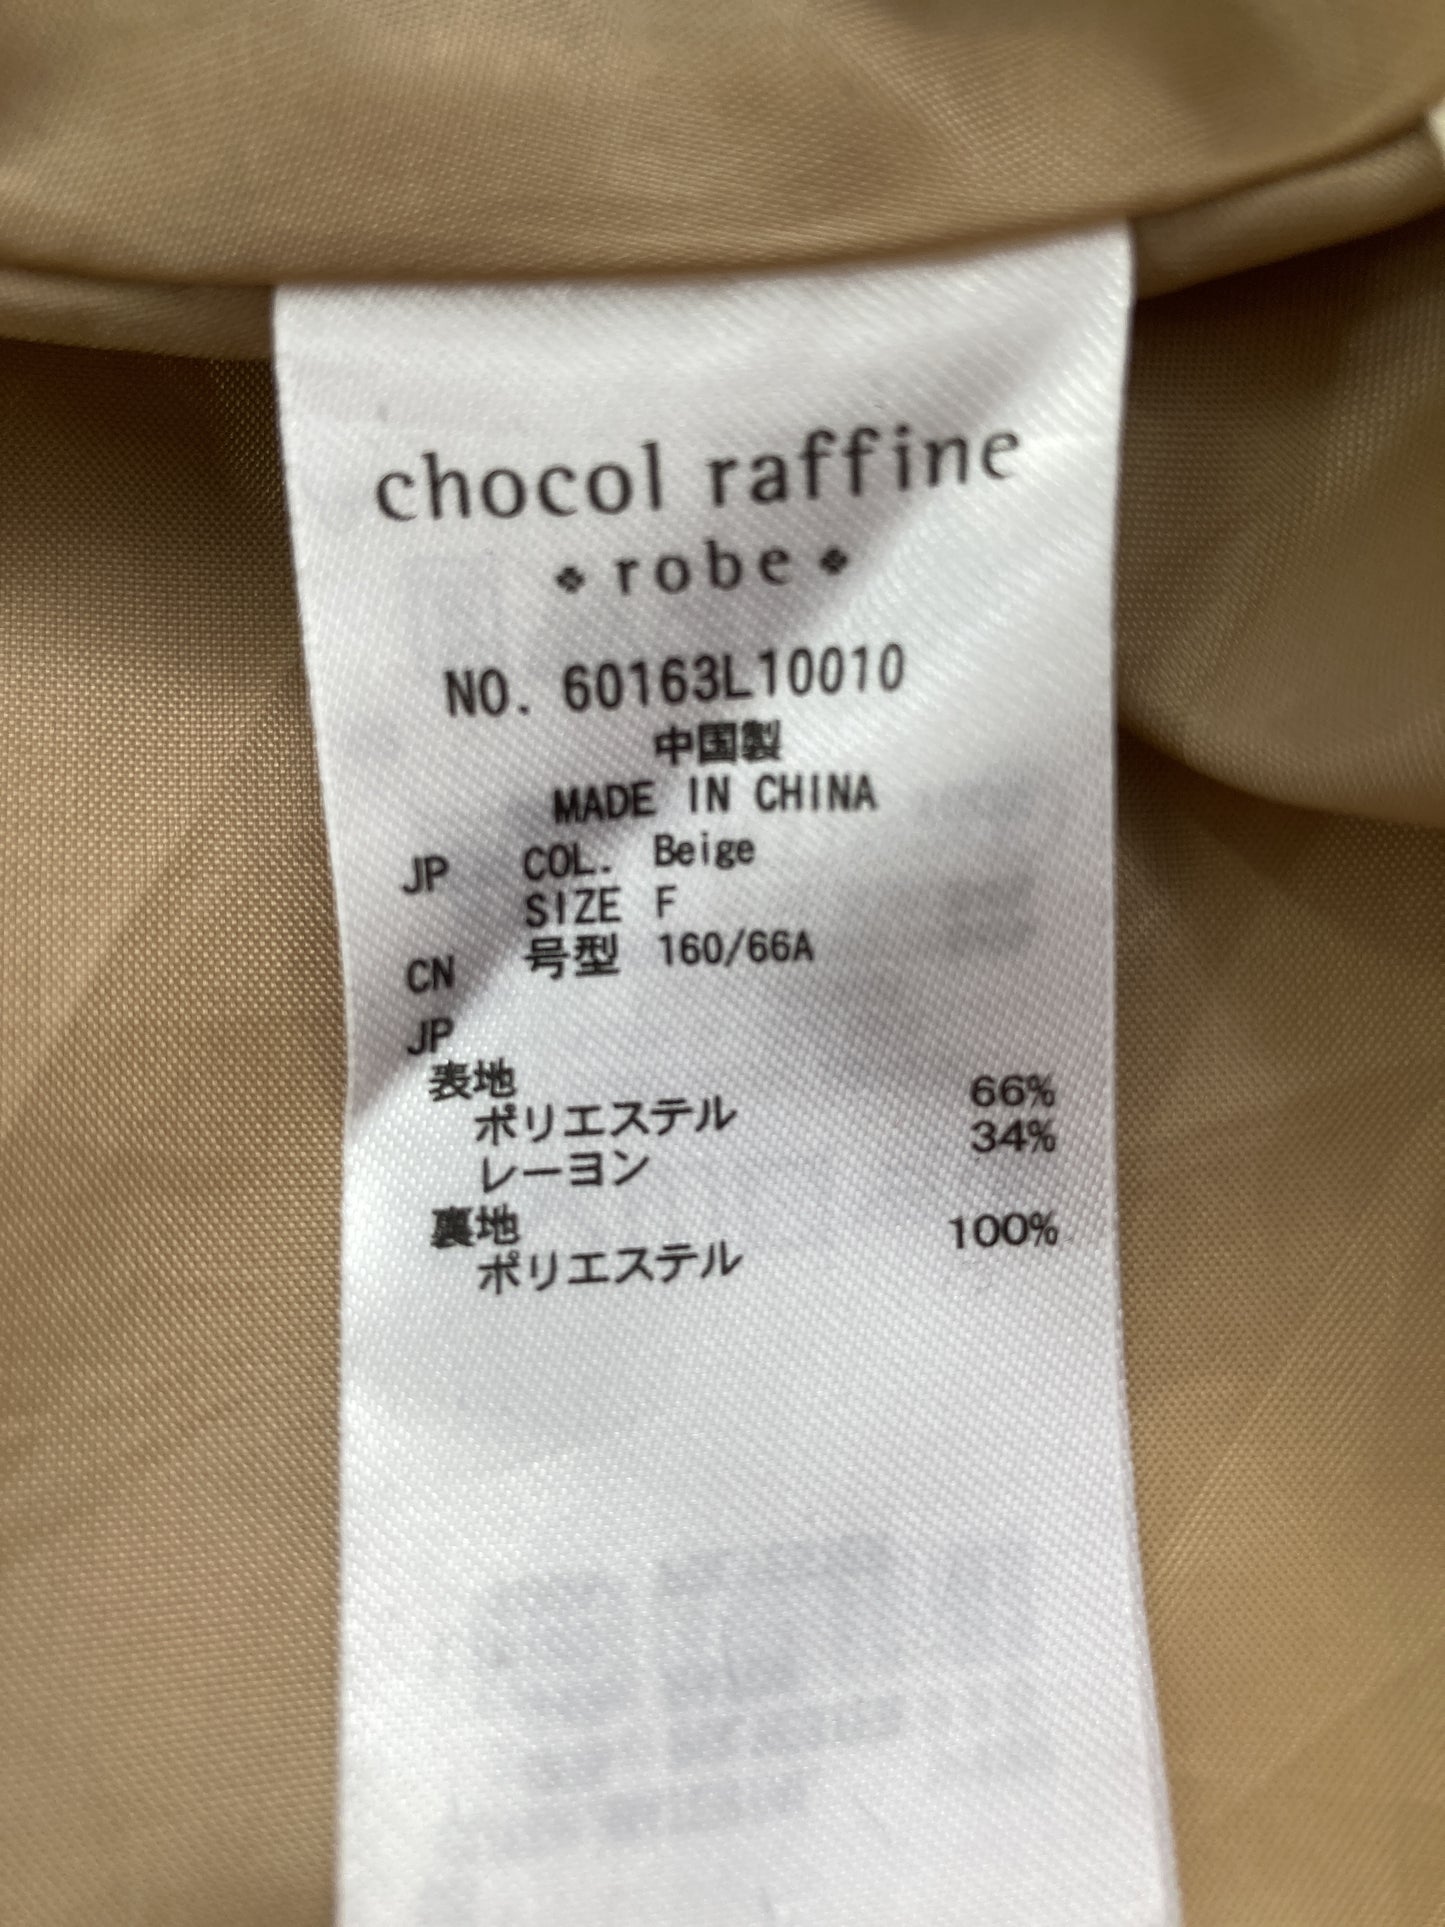 chocol raffine
robe
NO. 60163L10010
中国製
MADE IN CHINA
JP COL. Beige
SIZE F
CN 号型 160/66A
JP
表地
ポリエステル 66%
レーヨン 34%
裏地
ポリエステル 100%